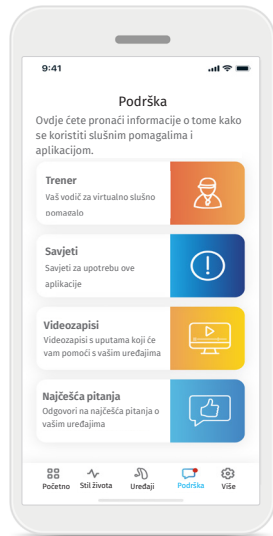 9:41
Podrška
Ovdje ćete pronaći informacije o tome kako
se koristiti slušnim pomagalima i
aplikacijom.
Trener
Vaš vodič za virtualno slušno
pomagalo
Savjeti
Savjeti za upotrebu ove
aplikacije
Videozapisi
Videozapisi s uputama koji će
vam pomoći s vašim uređajima
Najčešća pitanja
Odgovori na najčešća pitanja o
vašim uređajima
Početno Stil života Uređaji Podrška Više